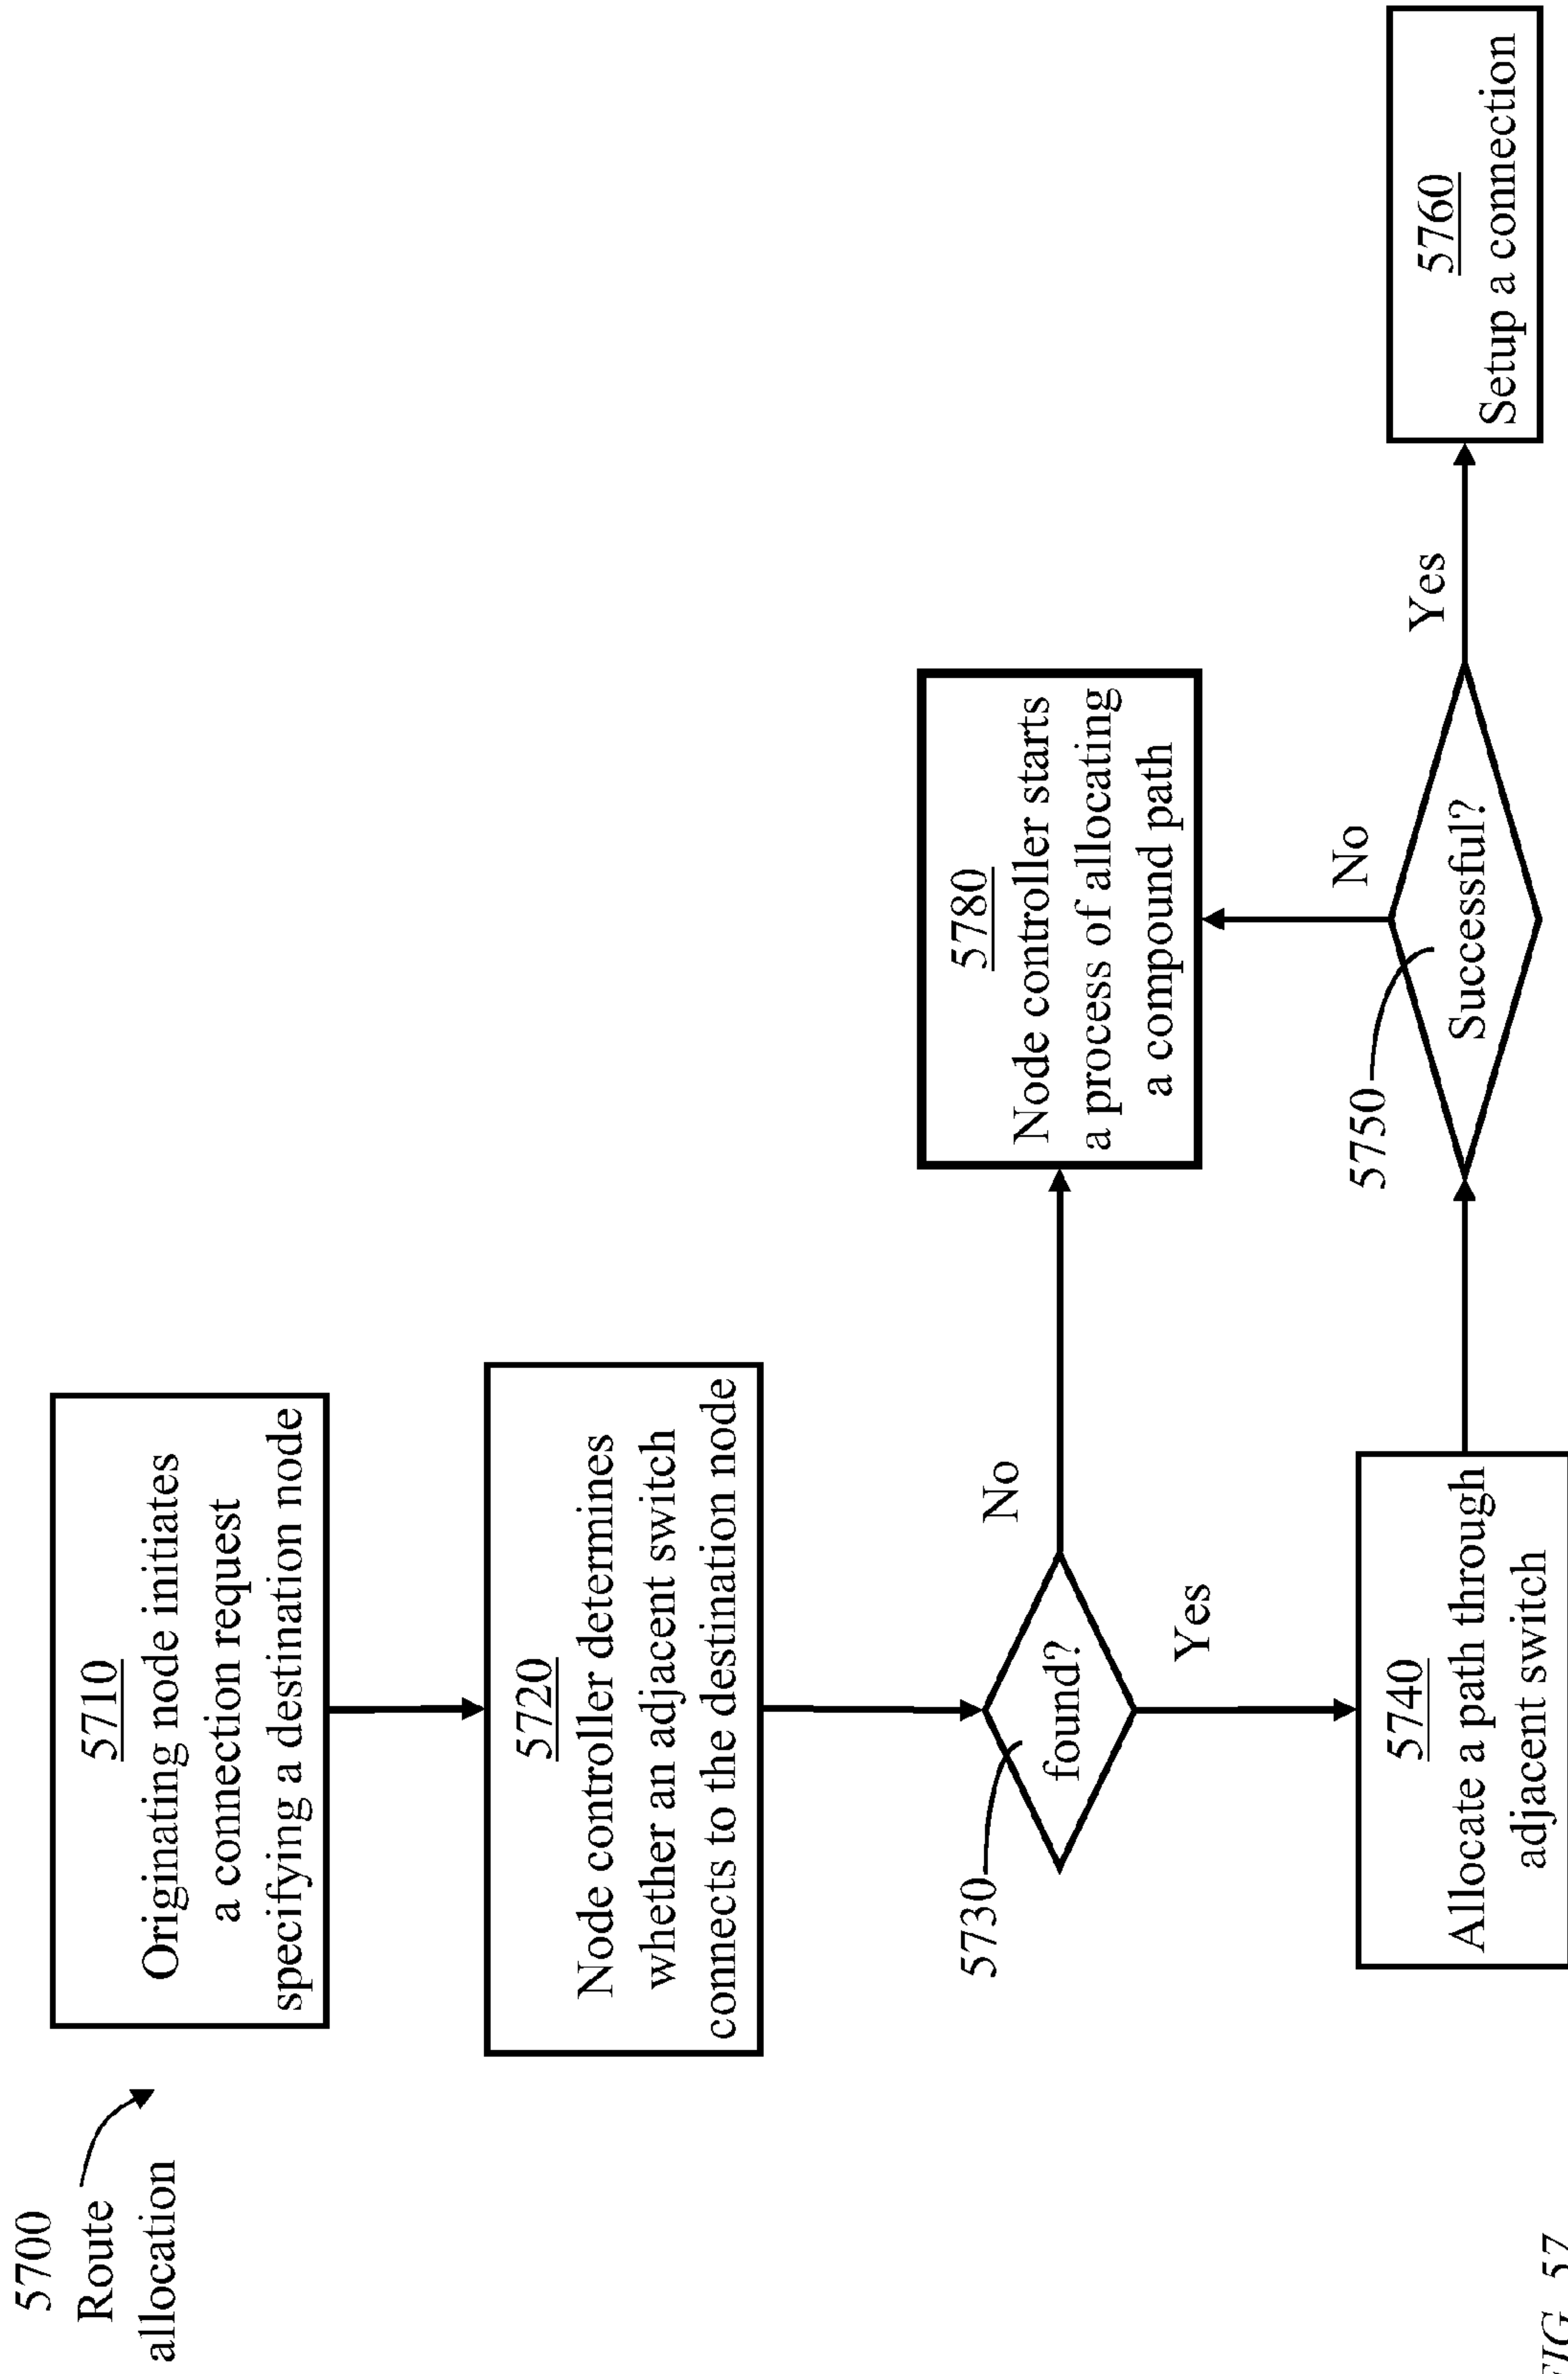 5700
Route
allocation
5710
Originating node initiates
a connection request
specifying a destination node
5720
Node controller determines
whether an adjacent switch
connects to the destination node
5730
found?
No
Yes
5780
Node controller starts
a process of allocating
a compound path
5740
Allocate a path through
adjacent switch
5750
Successful?
No
Yes
5760
Setup a connection
FIG. 57